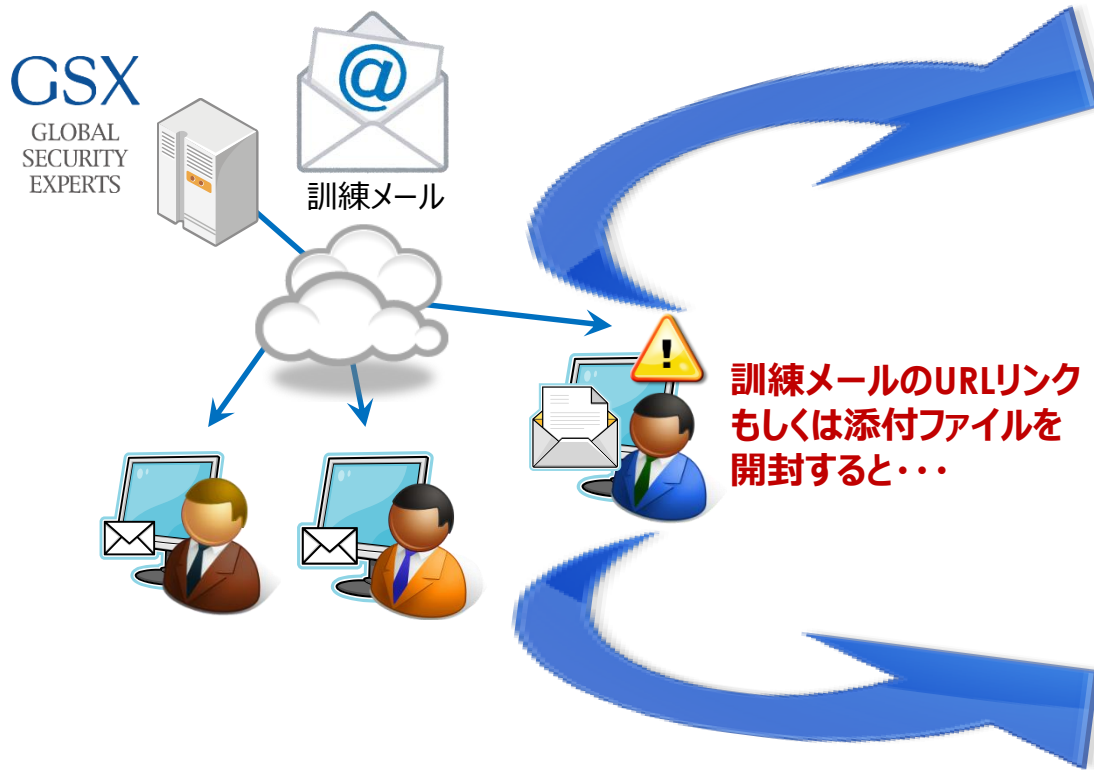 GSX
GLOBAL
SECURITY
EXPERTS
@
訓練メール
!
訓練メールのURLリンク
もしくは添付ファイルを
開封すると・・・